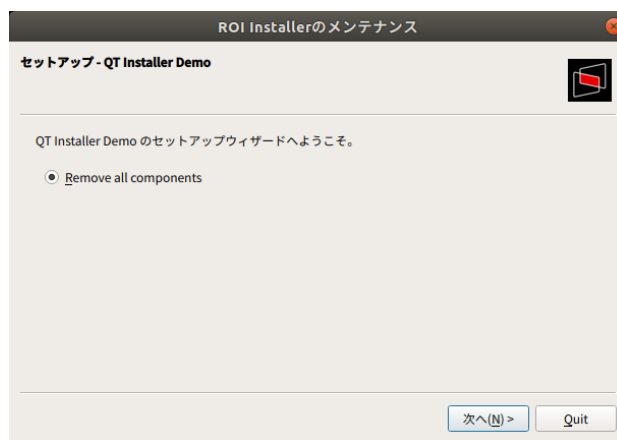 ROI Installerのメンテナンス
セットアップ - QT Installer Demo
QT Installer Demo のセットアップウィザードへようこそ。
Remove all components
次へ(N) >
Quit